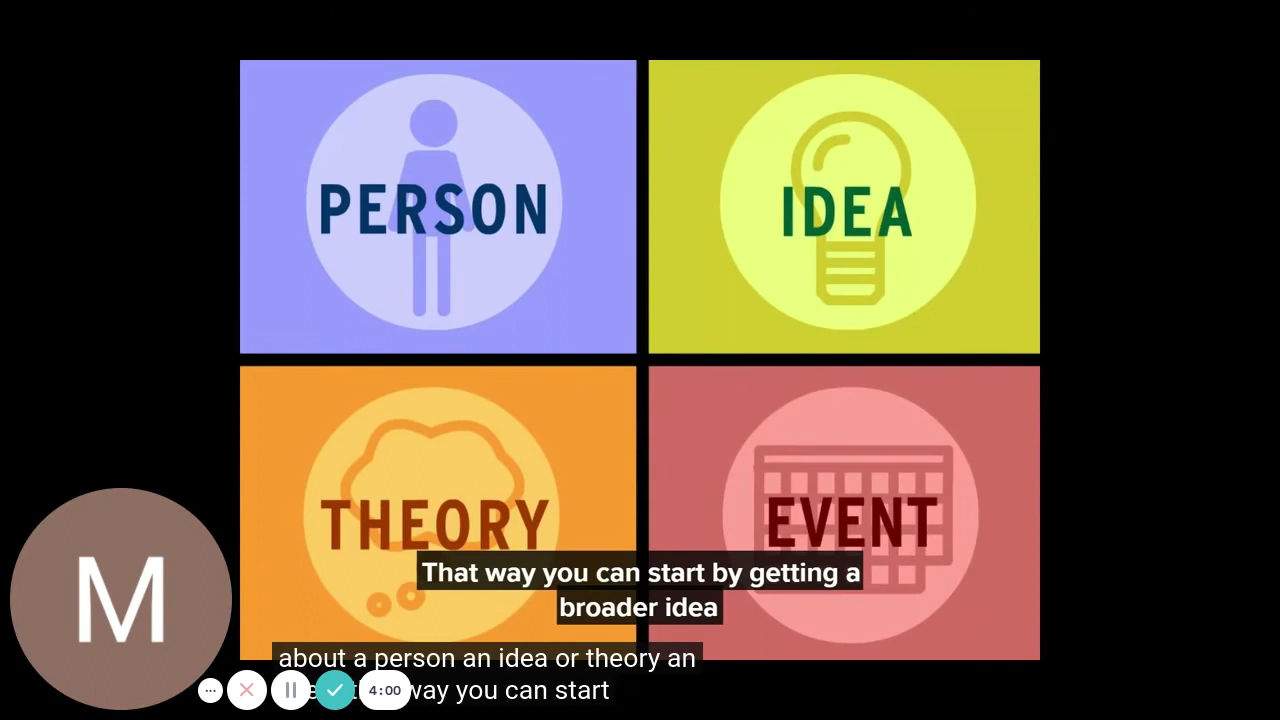 PERSON
IDEA
THEORY
EVENT
That way you can start by getting a
broader idea
about a person an idea or theory an
way you can start
M
4:00